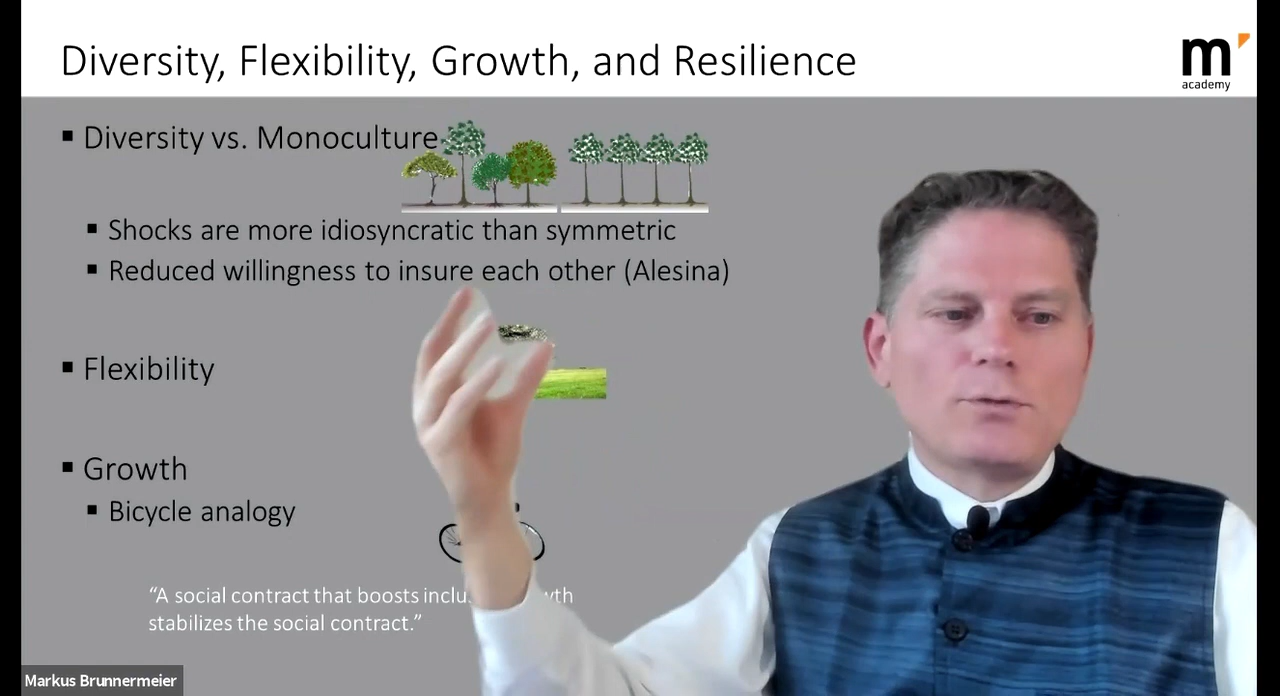 Diversity, Flexibility, Growth, and Resilience
m'
academy
Diversity vs. Monoculture
Shocks are more idiosyncratic than symmetric
Reduced willingness to insure each other (Alesina)
Flexibility
Growth
Bicycle analogy
“A social contract that boosts
stabilizes the social contract.”
Markus Brunnermeier